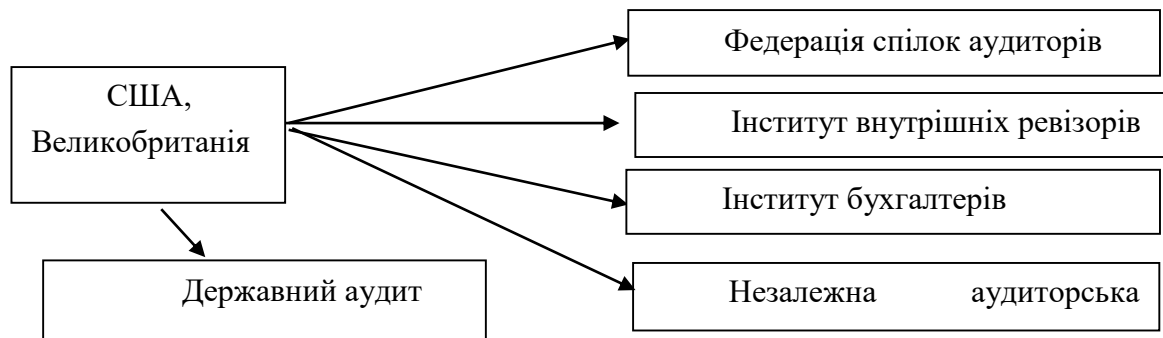 США,
Великобританія
Державний аудит
Федерація спілок аудиторів
Інститут внутрішніх ревізорів
Інститут бухгалтерів
Незалежна аудиторська